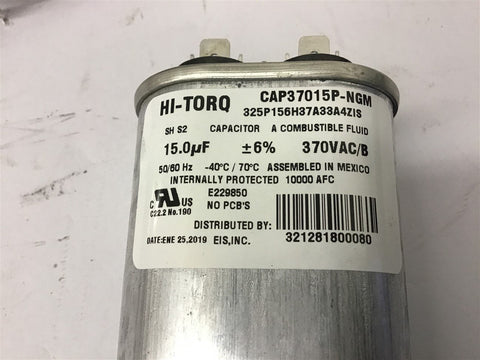 HI-TORQ CAP37015P-NGM
325P156H37A33A4ZIS
SH S2 CAPACITOR A COMBUSTIBLE FLUID
15.0µF ±6% 370VAC/B
50/60 Hz -40°C / 70°C ASSEMBLED IN MEXICO
INTERNALLY PROTECTED 10000 AFC
C US E229850
C22.2 No.190 NO PCB'S
DISTRIBUTED BY:
DATE:ENE 25,2019 EIS,INC. 321281800080